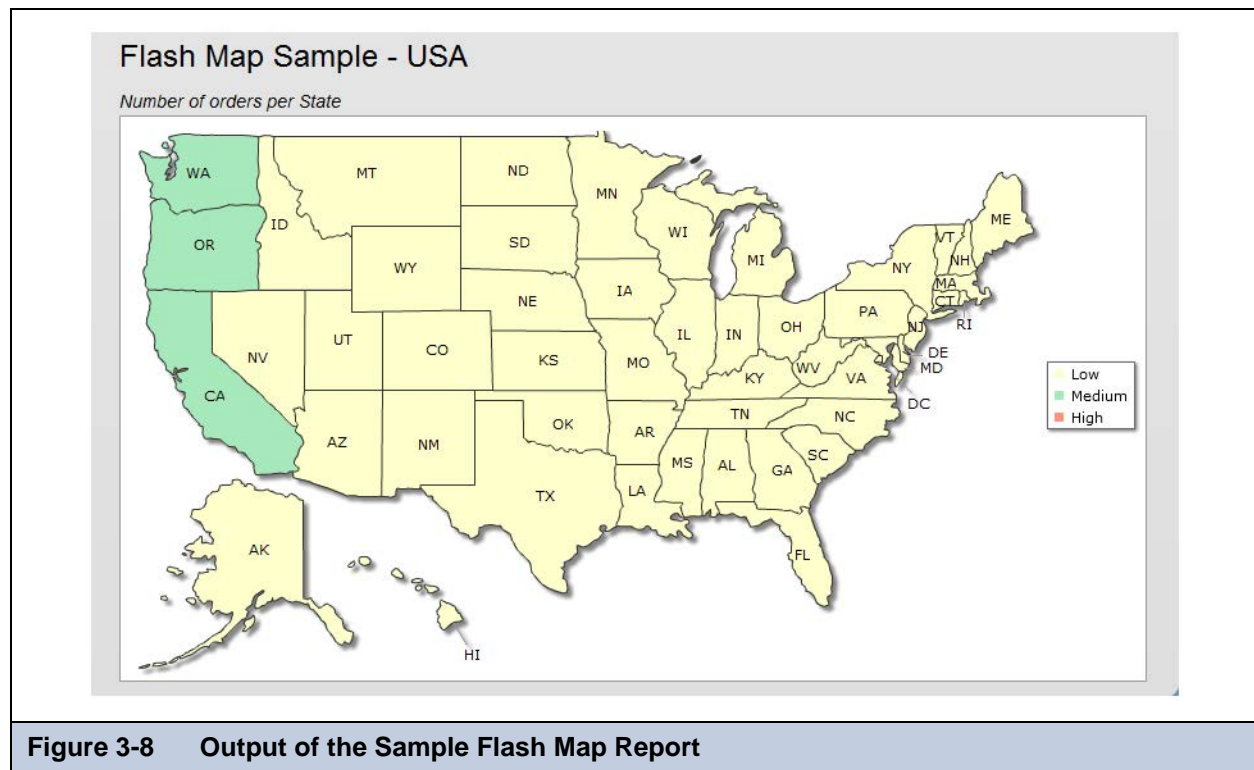 Flash Map Sample - USA
Number of orders per State
WA
MT
ND
MN
ME
ID
OR
SD
WI
VT
NH
WY
MI
NY
MA
CT
RI
NE
IA
PA
NJ
UT
CO
IL
IN
OH
DE
NV
KS
MO
WV
MD
Low
CA
KY
VA
Medium
DC
TN
NC
High
AZ
NM
OK
AR
MS
AL
GA
SC
LA
TX
AK
FL
HI
Figure 3-8 Output of the Sample Flash Map Report